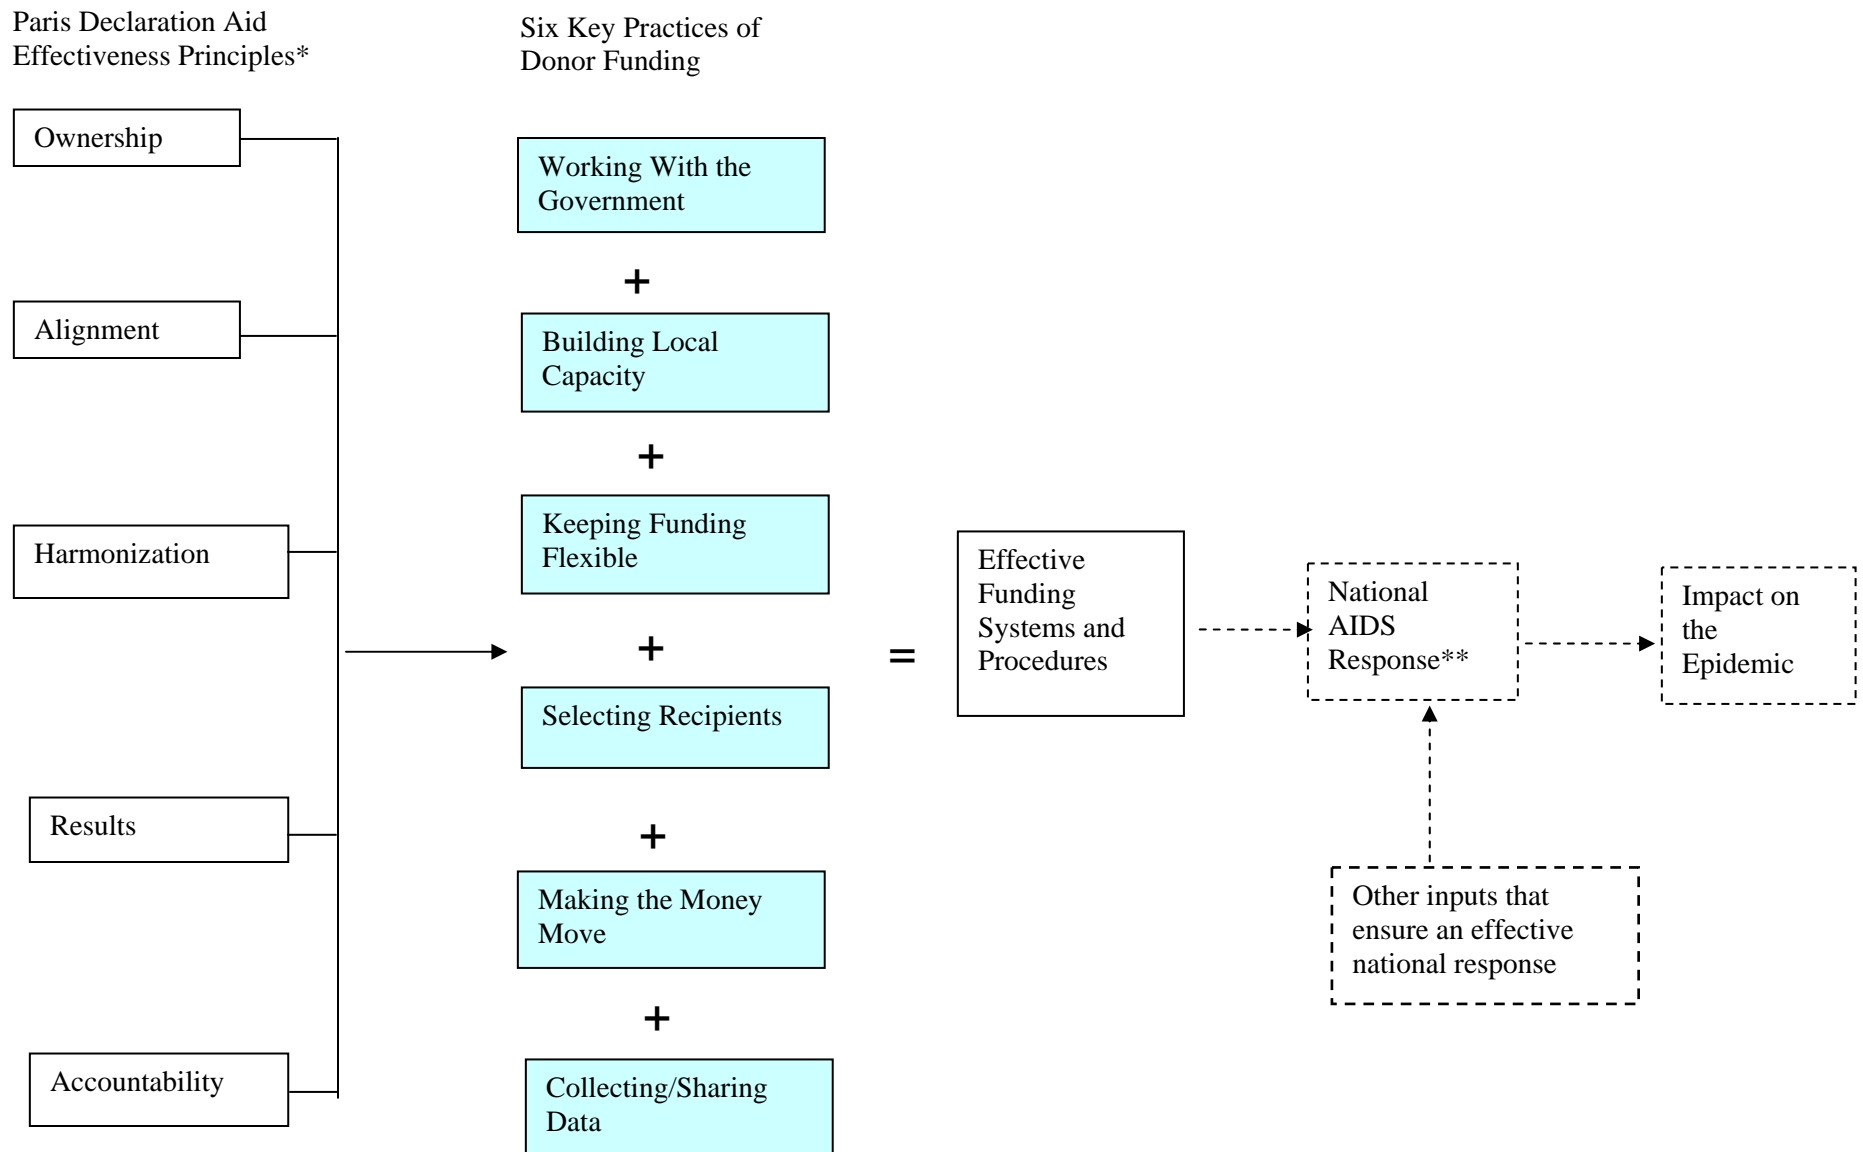 Paris Declaration Aid
Effectiveness Principles*
Six Key Practices of
Donor Funding
Ownership
Alignment
Harmonization
Results
Accountability
Working With the
Government
+
Building Local
Capacity
+
Keeping Funding
Flexible
+
Selecting Recipients
+
Making the Money
Move
+
Collecting/Sharing
Data
=
Effective
Funding
Systems and
Procedures
National
AIDS
Response**
Impact on
the
Epidemic
Other inputs that
ensure an effective
national response